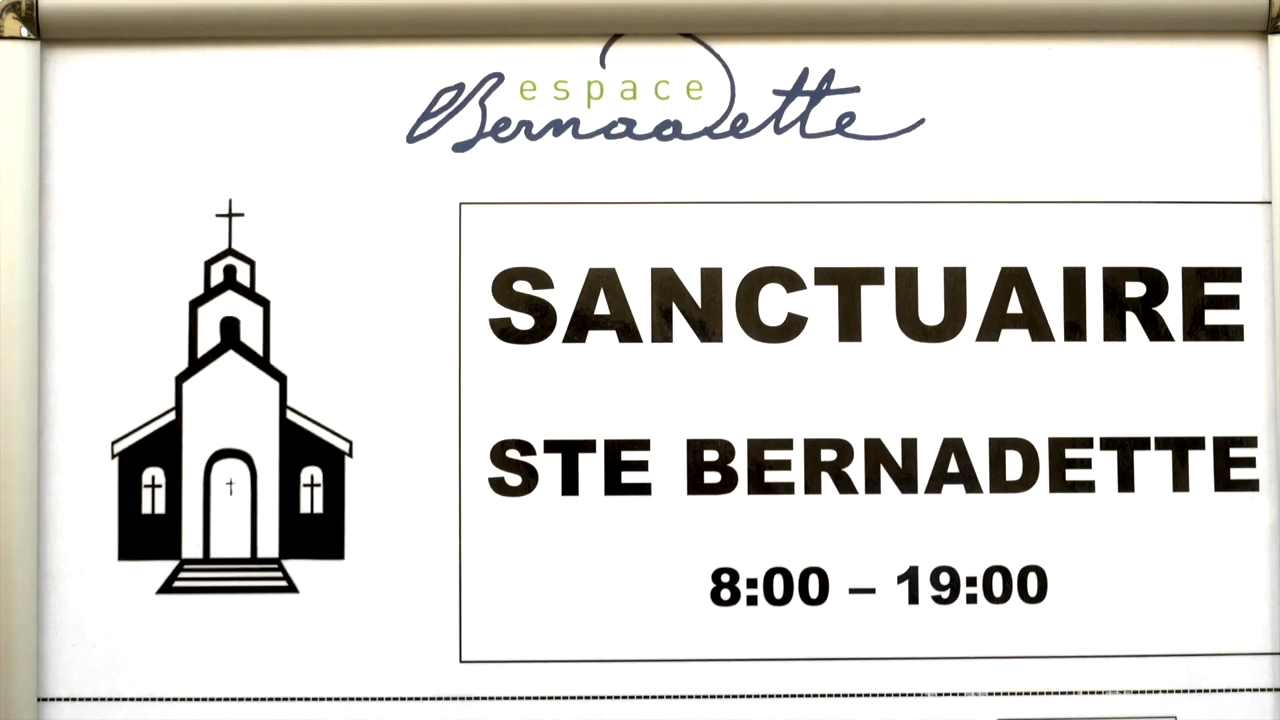 espace
Bernadette
SANCTUAIRE
STE BERNADETTE
8:00 – 19:00